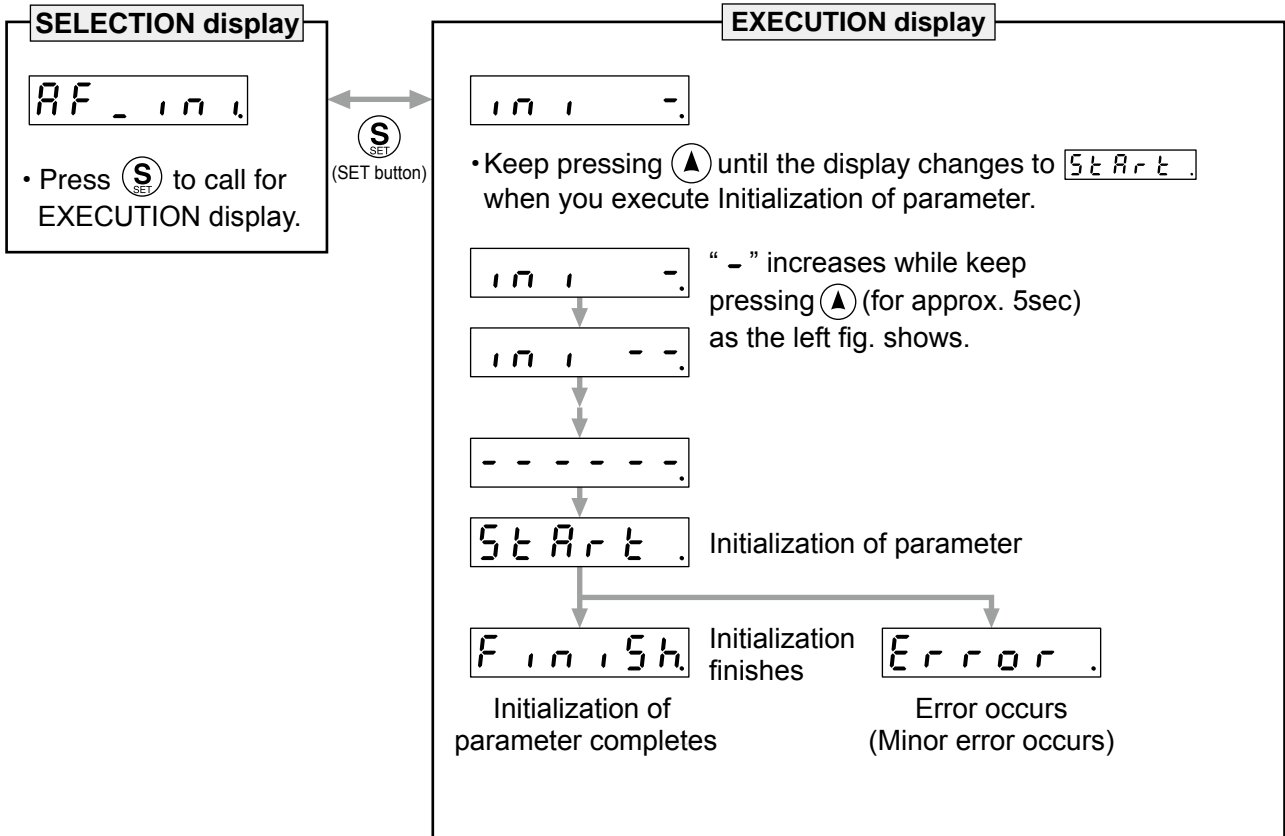 SELECTION display
AF_ini.
• Press S SET to call for
EXECUTION display.
S SET
(SET button)
EXECUTION display
ini -.
• Keep pressing ▲ until the display changes to StArt .
when you execute Initialization of parameter.
ini -.
“ - ” increases while keep
pressing ▲ (for approx. 5sec)
as the left fig. shows.
ini --.
------.
StArt .
Initialization of parameter
FiniSh.
Initialization
finishes
Error .
Initialization of
parameter completes
Error occurs
(Minor error occurs)